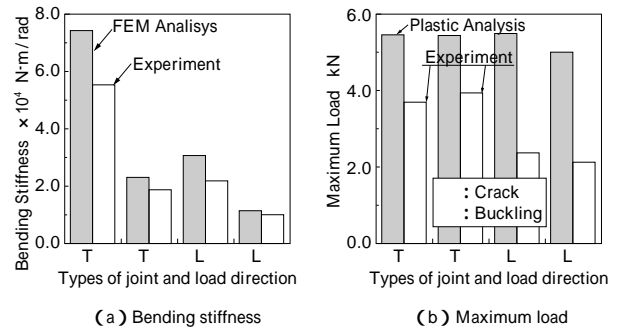 FEM Analisys
Experiment
8.0
6.0
4.0
2.0
0.0
Bending Stiffness ×10⁴ N·m/rad
T T L L
Types of joint and load direction
(a) Bending stiffness
Plastic Analysis
Experiment
6.0
4.0
2.0
0.0
Maximum Load kN
: Crack
: Buckling
T T L L
Types of joint and load direction
(b) Maximum load